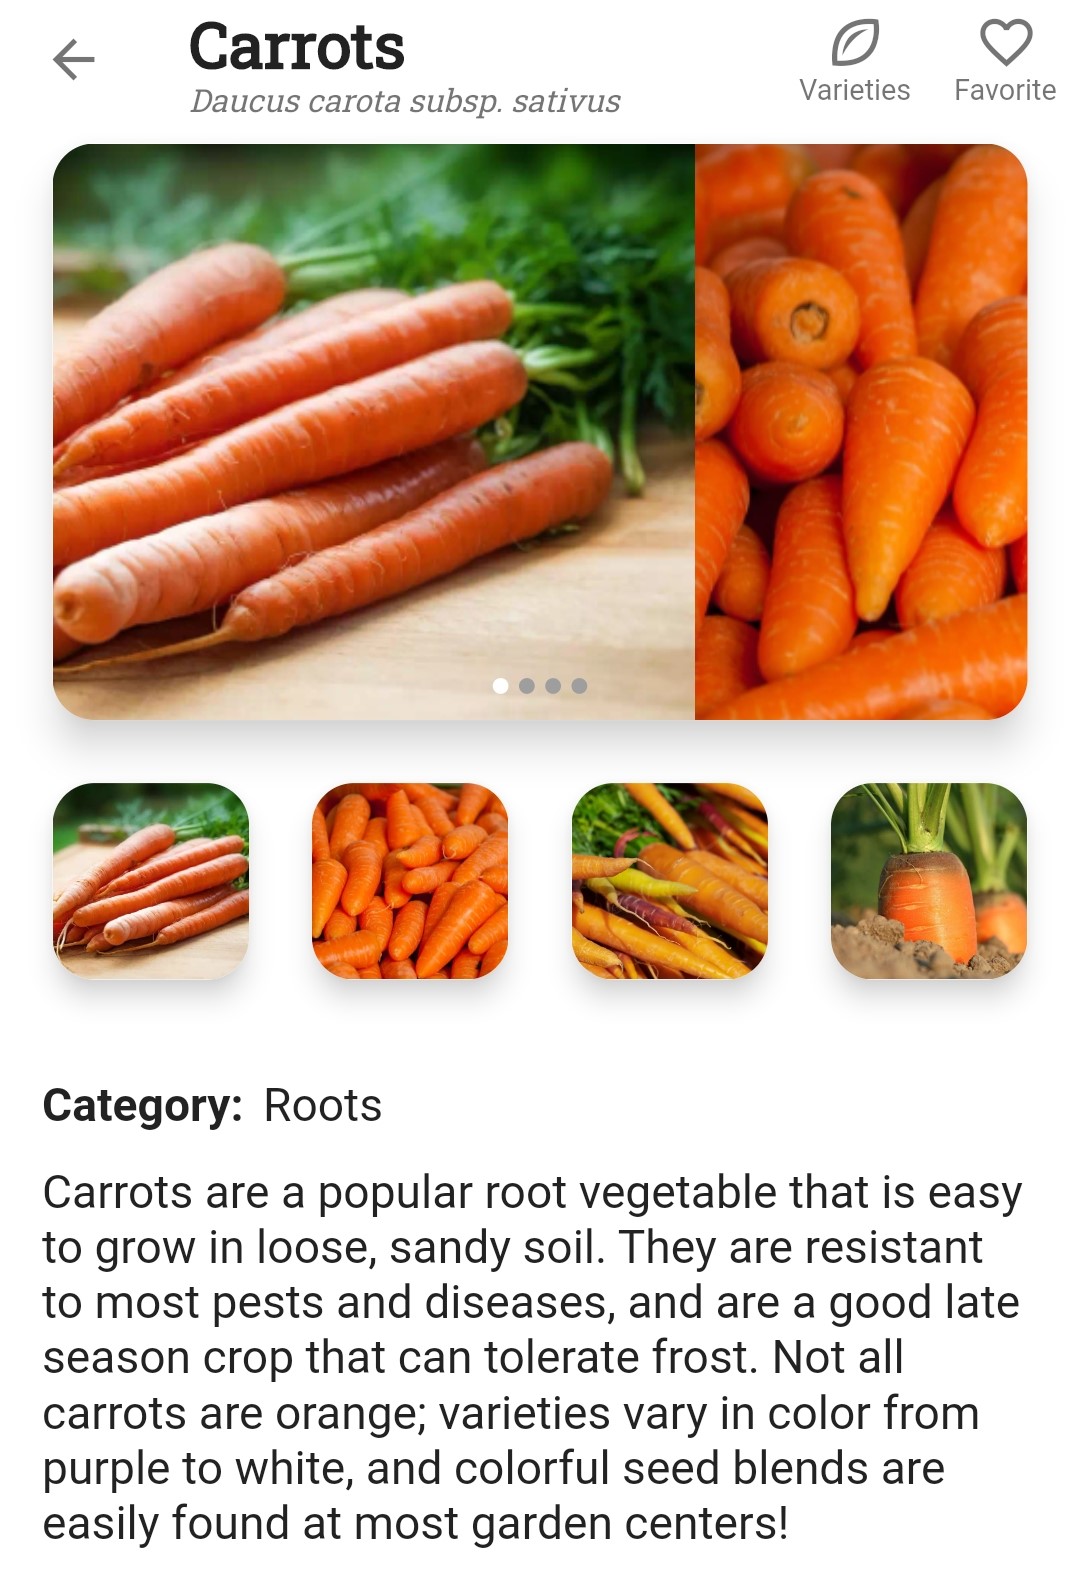 Carrots
Daucus carota subsp. sativus
Varieties
Favorite
Category: Roots
Carrots are a popular root vegetable that is easy
to grow in loose, sandy soil. They are resistant
to most pests and diseases, and are a good late
season crop that can tolerate frost. Not all
carrots are orange; varieties vary in color from
purple to white, and colorful seed blends are
easily found at most garden centers!